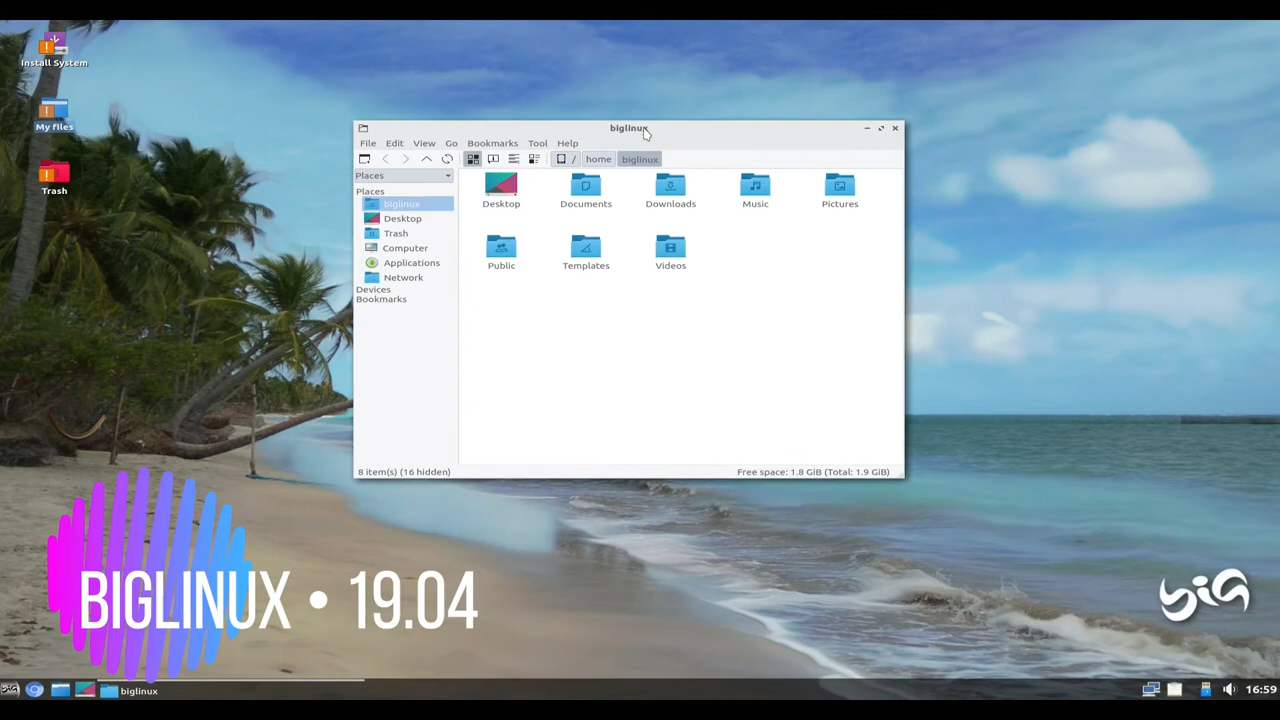 Install System
My files
Trash
biglinux
File Edit View Go Bookmarks Tool Help
/ home biglinux
Places
Places
biglinux
Desktop
Trash
Computer
Applications
Network
Devices
Bookmarks
Desktop Documents Downloads Music Pictures
Public Templates Videos
8 item(s) (16 hidden) Free space: 1.8 GiB (Total: 1.9 GiB)
BIGLINUX • 19.04
big
big biglinux 16:59